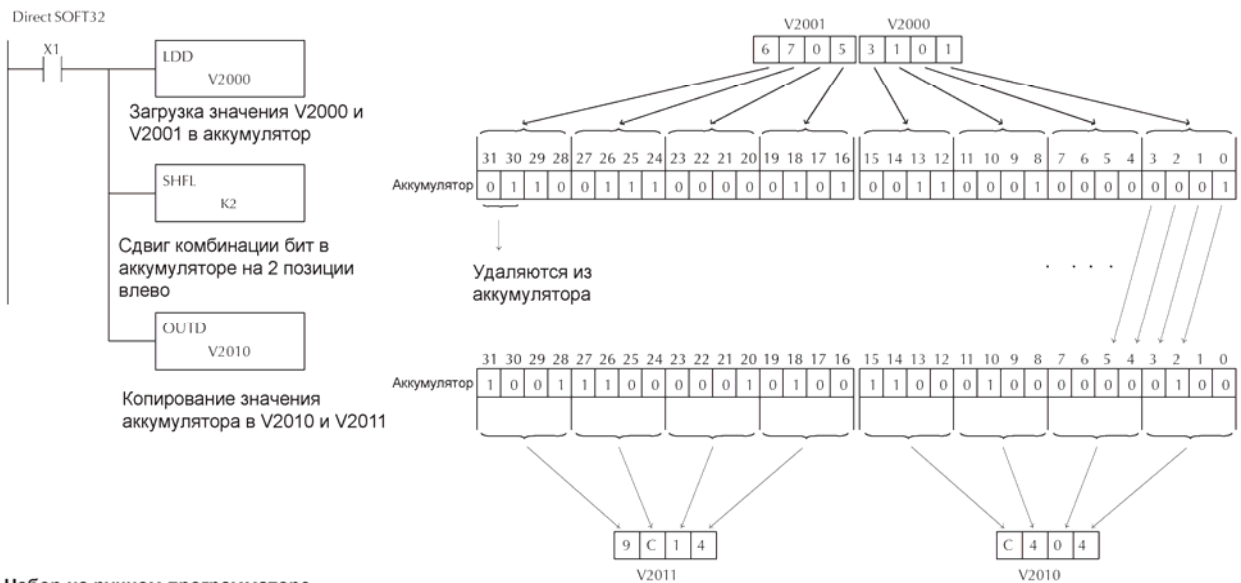 Direct SOFT32
X1
LDD
V2000
Загрузка значения V2000 и
V2001 в аккумулятор
SHFL
K2
Сдвиг комбинации бит в
аккумуляторе на 2 позиции
влево
OUTD
V2010
Копирование значения
аккумулятора в V2010 и V2011
V2001 V2000
6 7 0 5 3 1 0 1
31 30 29 28 27 26 25 24 23 22 21 20 19 18 17 16 15 14 13 12 11 10 9 8 7 6 5 4 3 2 1 0
Аккумулятор 0 1 1 0 0 1 1 1 0 0 0 0 0 1 0 1 0 0 1 1 0 0 0 1 0 0 0 0 0 0 0 1
Удаляются из
аккумулятора
. . . .
31 30 29 28 27 26 25 24 23 22 21 20 19 18 17 16 15 14 13 12 11 10 9 8 7 6 5 4 3 2 1 0
Аккумулятор 1 0 0 1 1 1 0 0 0 0 0 1 0 1 0 0 1 1 0 0 0 1 0 0 0 0 0 0 0 1 0 0
9 C 1 4 C 4 0 4
V2011 V2010
Набор на ручном программаторе